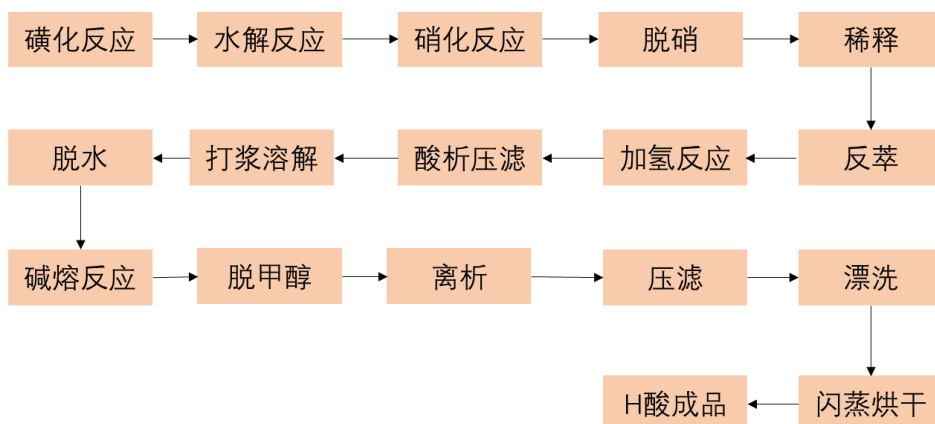 磺化反应
水解反应
硝化反应
脱硝
稀释
反萃
加氢反应
酸析压滤
打浆溶解
脱水
碱熔反应
脱甲醇
离析
压滤
漂洗
闪蒸烘干
H酸成品